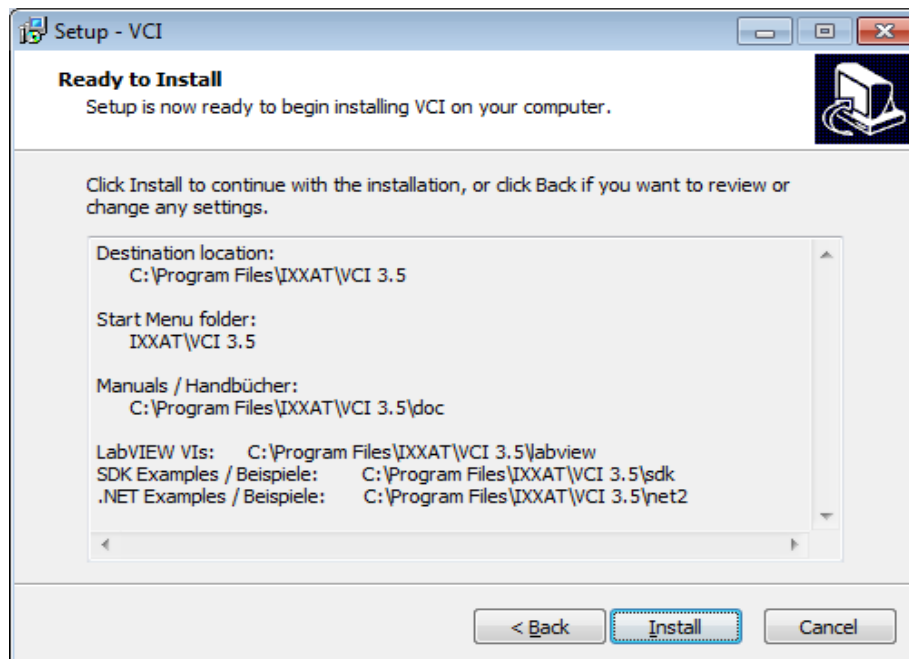 Setup - VCI
Ready to Install
Setup is now ready to begin installing VCI on your computer.
Click Install to continue with the installation, or click Back if you want to review or
change any settings.
Destination location:
C:\Program Files\IXXAT\VCI 3.5
Start Menu folder:
IXXAT\VCI 3.5
Manuals / Handbücher:
C:\Program Files\IXXAT\VCI 3.5\doc
LabVIEW VIs: C:\Program Files\IXXAT\VCI 3.5\labview
SDK Examples / Beispiele: C:\Program Files\IXXAT\VCI 3.5\sdk
.NET Examples / Beispiele: C:\Program Files\IXXAT\VCI 3.5\net2
< Back Install Cancel